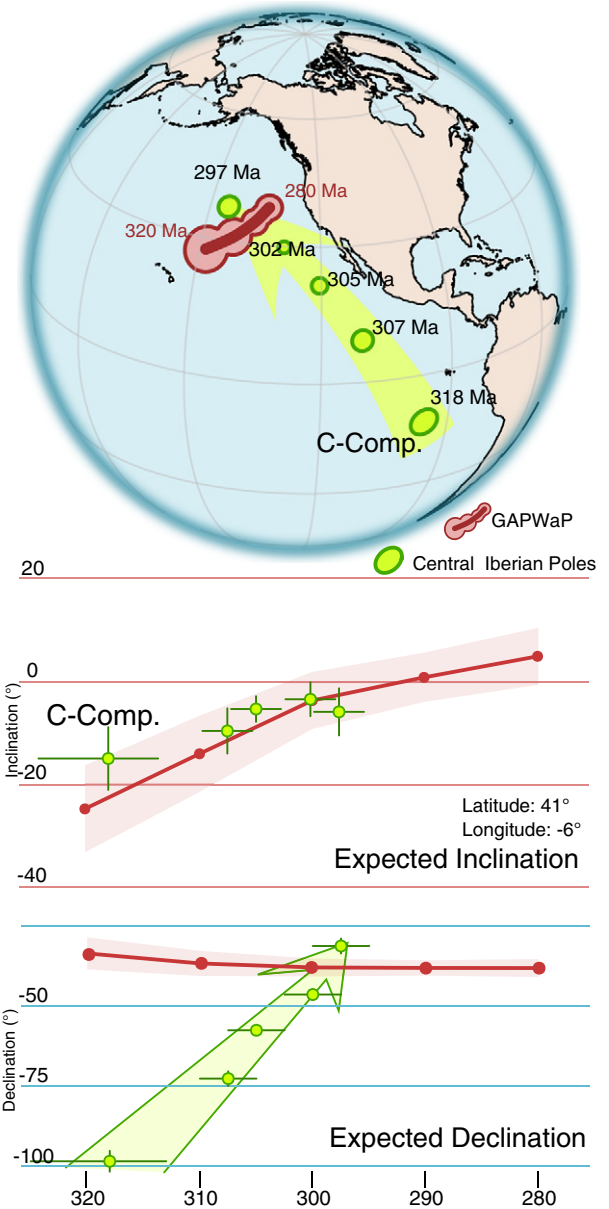 297 Ma
280 Ma
320 Ma
302 Ma
305 Ma
307 Ma
318 Ma
C-Comp.
GAPWaP
Central Iberian Poles
20
0
C-Comp.
Inclination (°)
-20
Latitude: 41°
Longitude: -6°
Expected Inclination
-40
-50
Declination (°)
-75
Expected Declination
-100
320 310 300 290 280